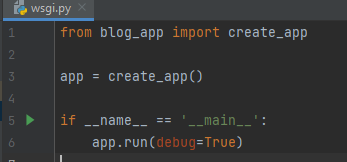 wsgi.py
1 from blog_app import create_app
2
3 app = create_app()
4
5 if __name__ == '__main__':
6     app.run(debug=True)